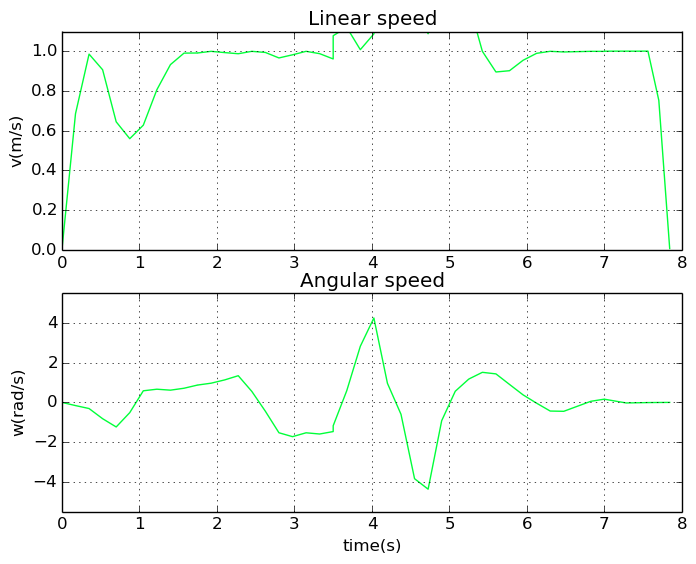 Linear speed
1.0
0.8
0.6
0.4
0.2
0.0
v(m/s)
0 1 2 3 4 5 6 7 8
Angular speed
4
2
0
−2
−4
w(rad/s)
0 1 2 3 4 5 6 7 8
time(s)